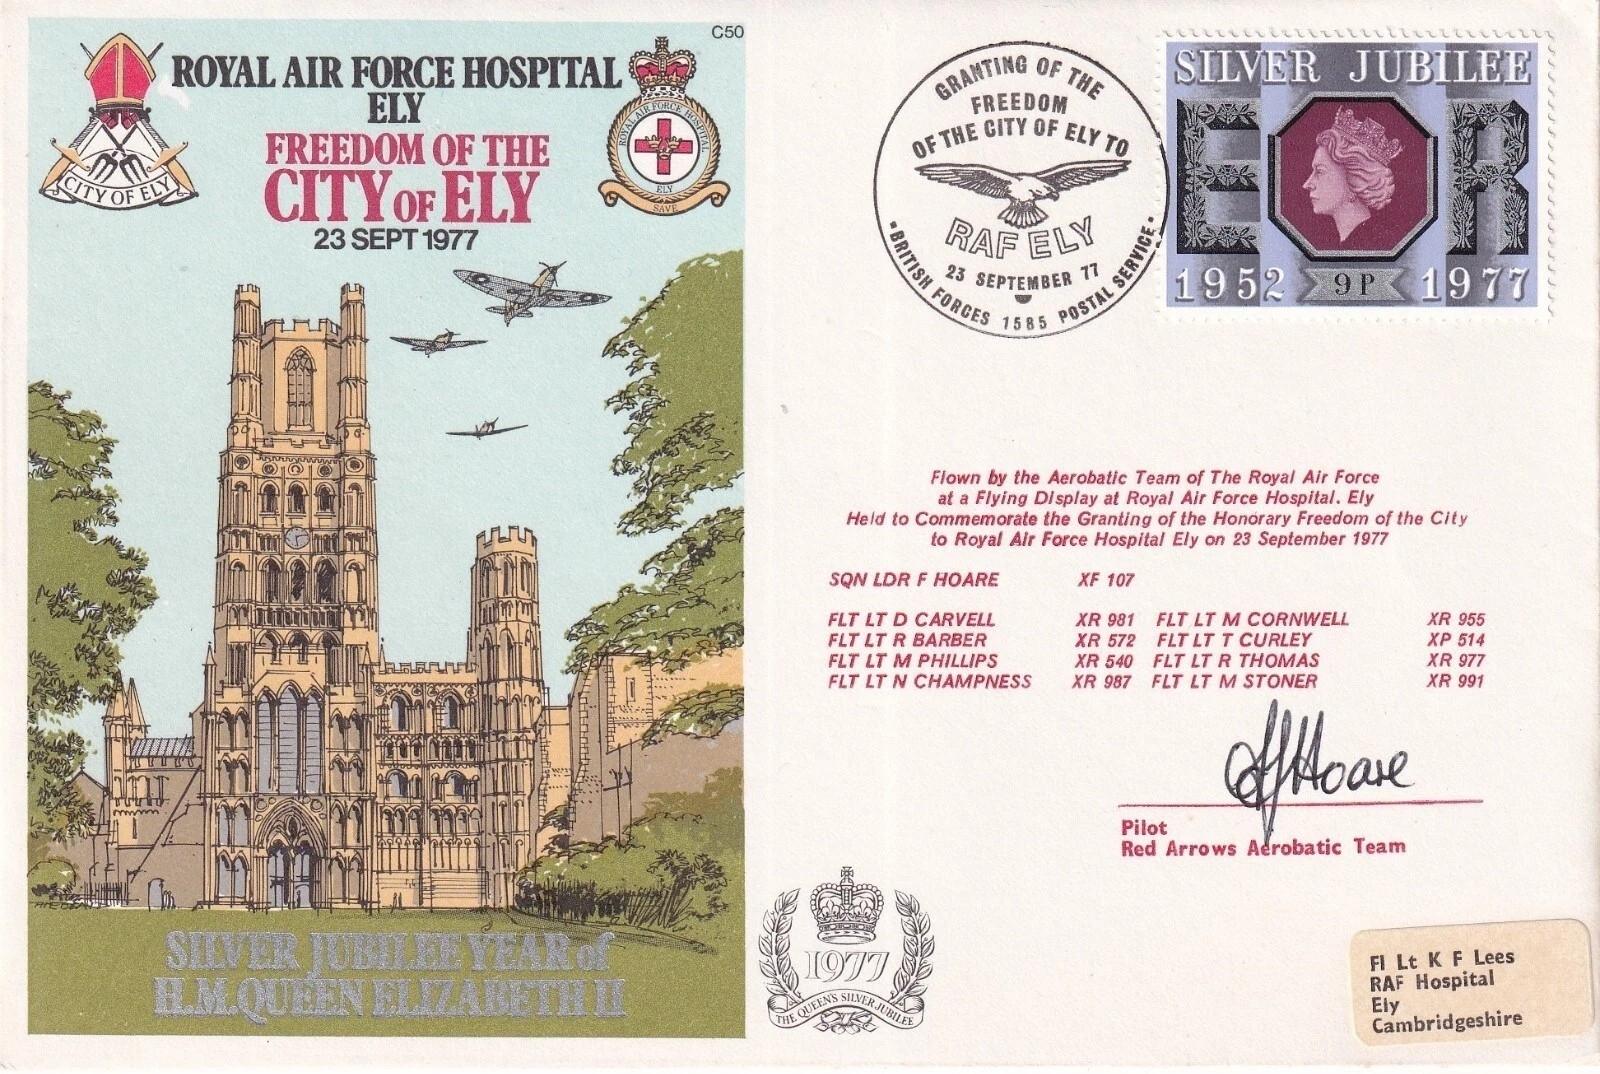 C50
ROYAL AIR FORCE HOSPITAL
ELY
FREEDOM OF THE
CITY OF ELY
23 SEPT 1977
CITY OF ELY
ROYAL AIR FORCE HOSPITAL
ELY
SAVE
SILVER JUBILEE YEAR of
H.M.QUEEN ELIZABETH II
GRANTING OF THE
FREEDOM
OF THE CITY OF ELY TO
RAF ELY
23 SEPTEMBER 77
BRITISH FORCES 1585 POSTAL SERVICE
SILVER JUBILEE
E R
1952 9P 1977
Flown by the Aerobatic Team of The Royal Air Force
at a Flying Display at Royal Air Force Hospital. Ely
Held to Commemorate the Granting of the Honorary Freedom of the City
to Royal Air Force Hospital Ely on 23 September 1977
SQN LDR F HOARE XF 107
FLT LT D CARVELL XR 981 FLT LT M CORNWELL XR 955
FLT LT R BARBER XR 572 FLT LT T CURLEY XP 514
FLT LT M PHILLIPS XR 540 FLT LT R THOMAS XR 977
FLT LT N CHAMPNESS XR 987 FLT LT M STONER XR 991
Hoare
Pilot
Red Arrows Aerobatic Team
1977
THE QUEEN'S SILVER JUBILEE
Fl Lt K F Lees
RAF Hospital
Ely
Cambridgeshire